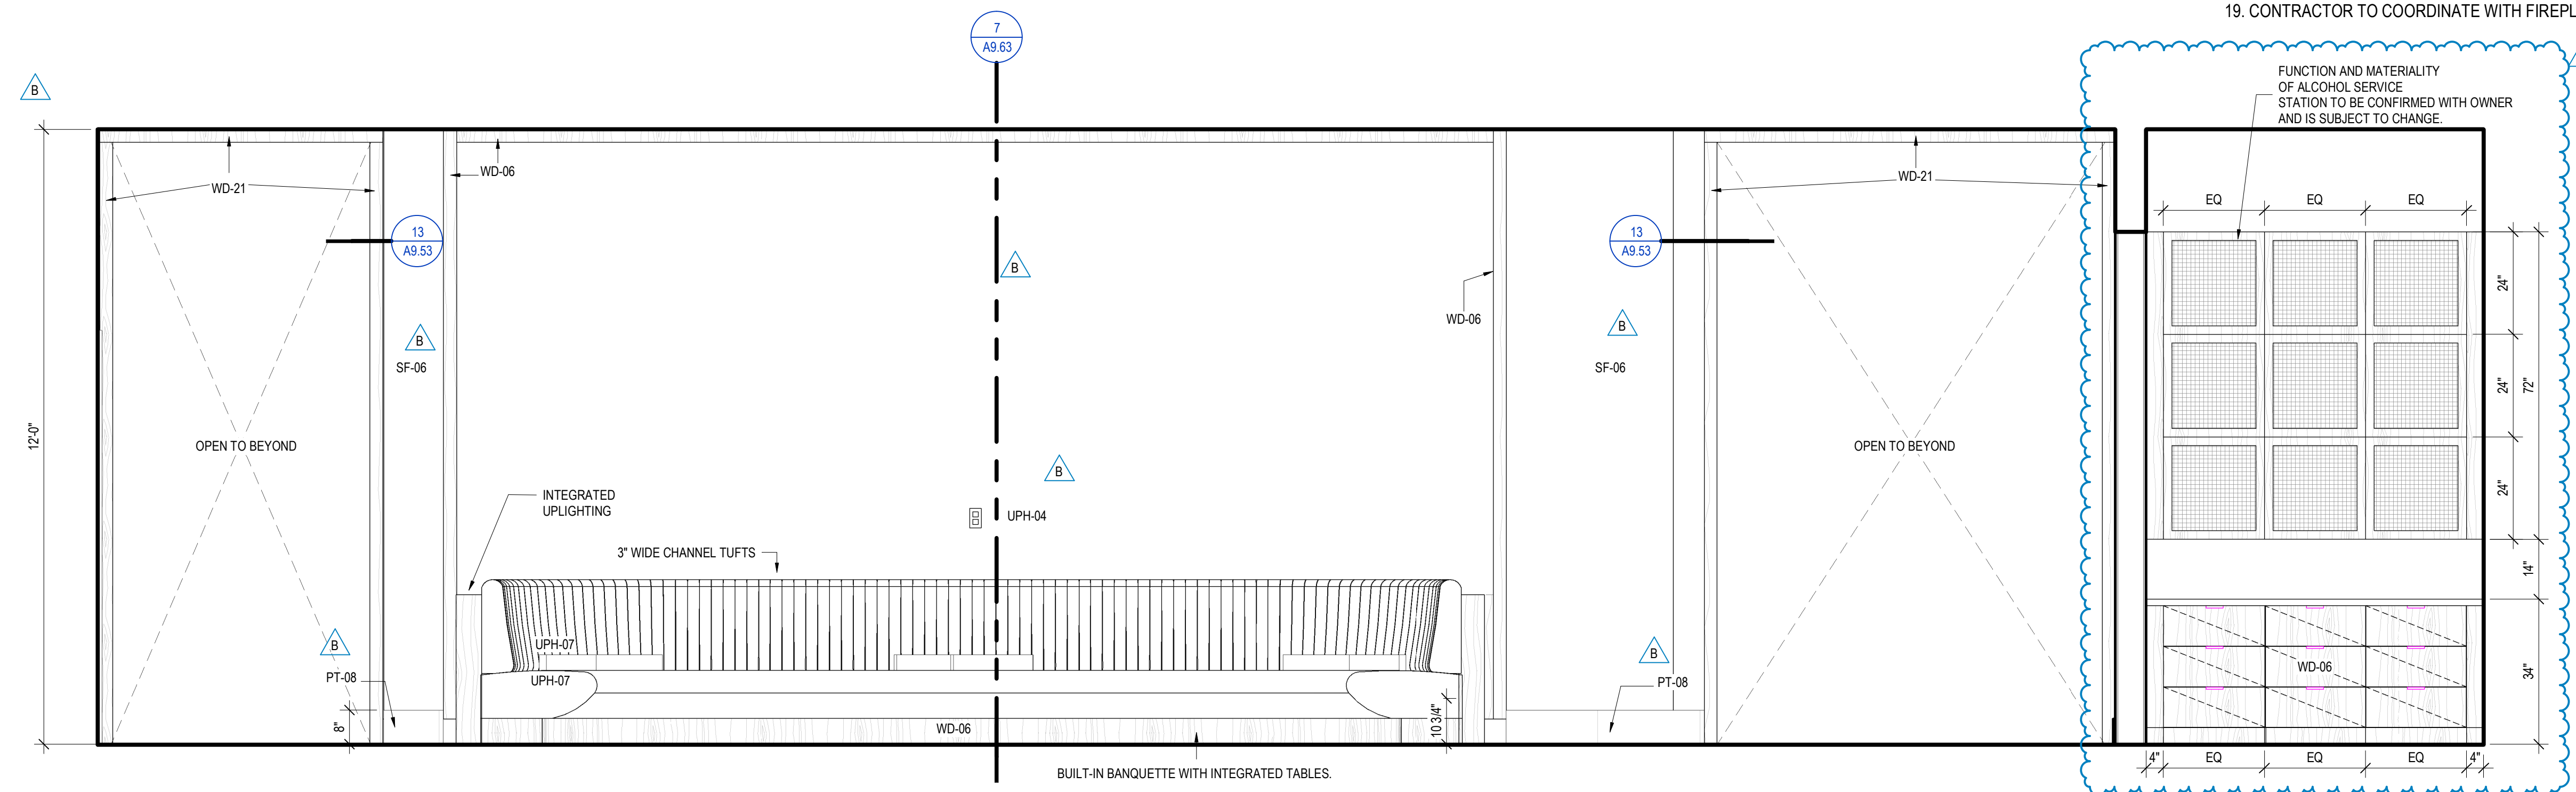 19. CONTRACTOR TO COORDINATE WITH FIREPL
7
A9.63
B
FUNCTION AND MATERIALITY
OF ALCOHOL SERVICE
STATION TO BE CONFIRMED WITH OWNER
AND IS SUBJECT TO CHANGE.
WD-21
WD-06
WD-21
EQ
EQ
EQ
13
A9.53
13
A9.53
B
24"
B
SF-06
WD-06
B
SF-06
24"
72"
12'-0"
OPEN TO BEYOND
OPEN TO BEYOND
B
24"
INTEGRATED
UPLIGHTING
UPH-04
3" WIDE CHANNEL TUFTS
14"
B
UPH-07
B
PT-08
UPH-07
PT-08
WD-06
34"
8"
WD-06
10 3/4"
BUILT-IN BANQUETTE WITH INTEGRATED TABLES.
4"
EQ
EQ
EQ
4"